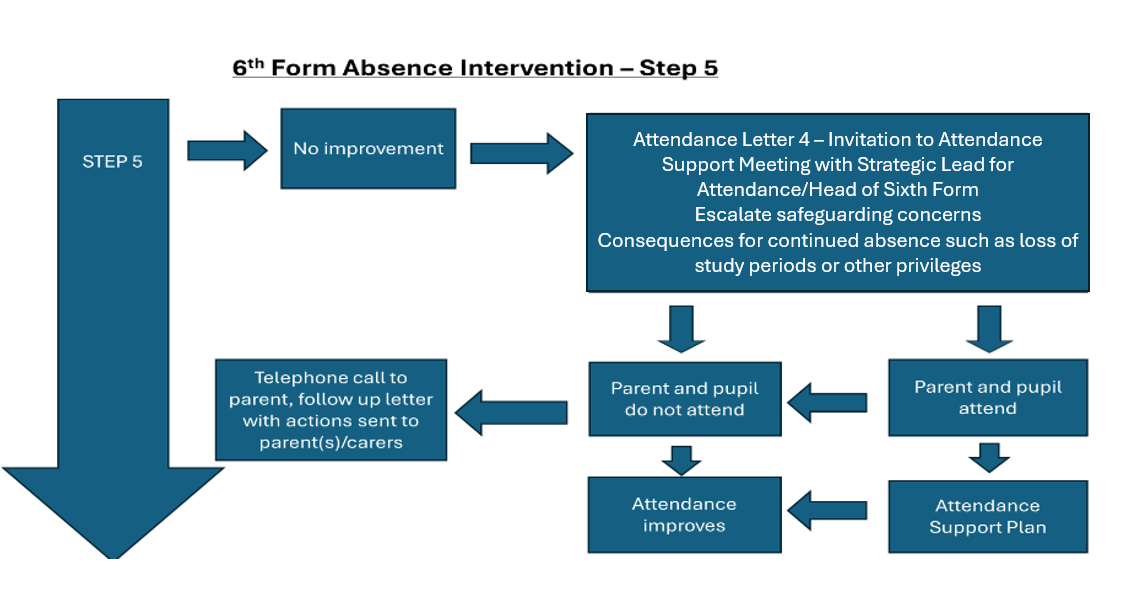 6th Form Absence Intervention – Step 5
STEP 5
No improvement
Attendance Letter 4 – Invitation to Attendance
Support Meeting with Strategic Lead for
Attendance/Head of Sixth Form
Escalate safeguarding concerns
Consequences for continued absence such as loss of
study periods or other privileges
Telephone call to
parent, follow up letter
with actions sent to
parent(s)/carers
Parent and pupil
do not attend
Parent and pupil
attend
Attendance
improves
Attendance
Support Plan